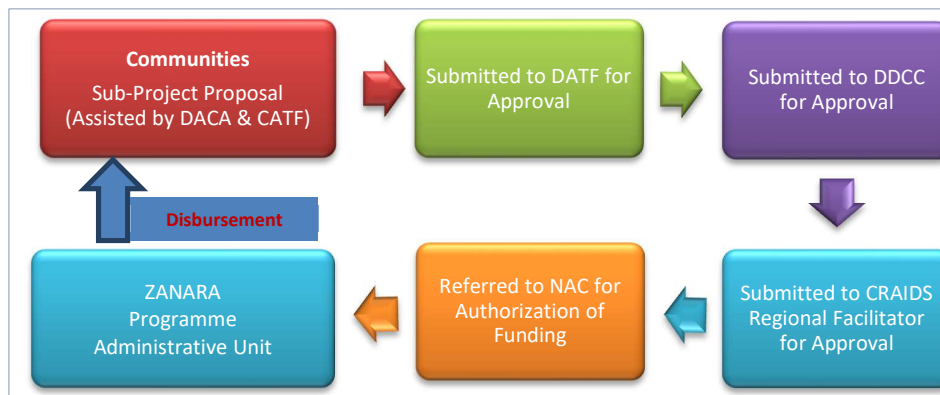 Communities
Sub-Project Proposal
(Assisted by DACA & CATF)
Submitted to DATF for
Approval
Submitted to DDCC
for Approval
Disbursement
ZANARA
Programme
Administrative Unit
Referred to NAC for
Authorization of
Funding
Submitted to CRAIDS
Regional Facilitator
for Approval